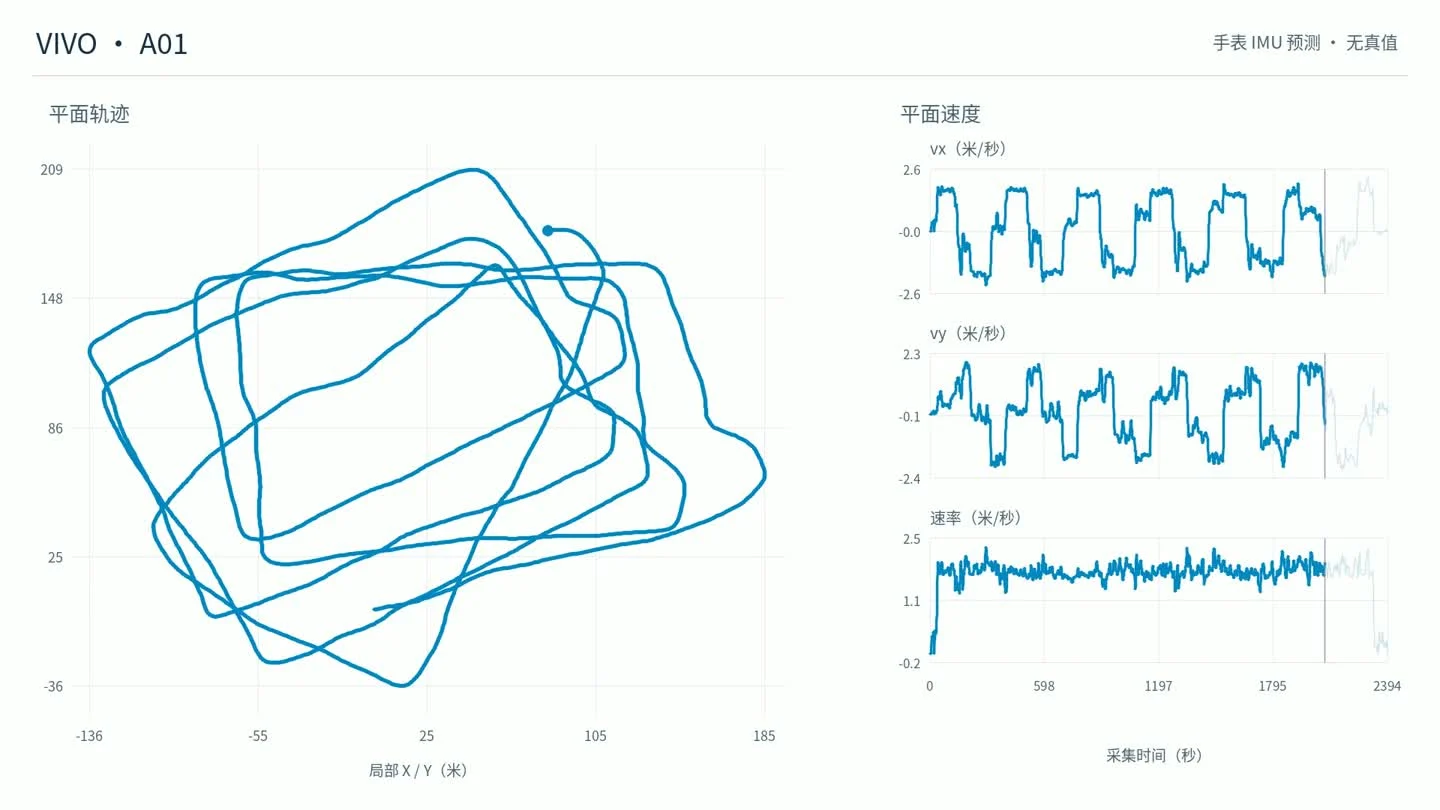 VIVO • A01
手表 IMU 预测 • 无真值
平面轨迹
209
148
86
25
-36
-136 -55 25 105 185
局部 X / Y（米）
平面速度
vx（米/秒）
2.6
-0.0
-2.6
vy（米/秒）
2.3
-0.1
-2.4
速率（米/秒）
2.5
1.1
-0.2
0 598 1197 1795 2394
采集时间（秒）